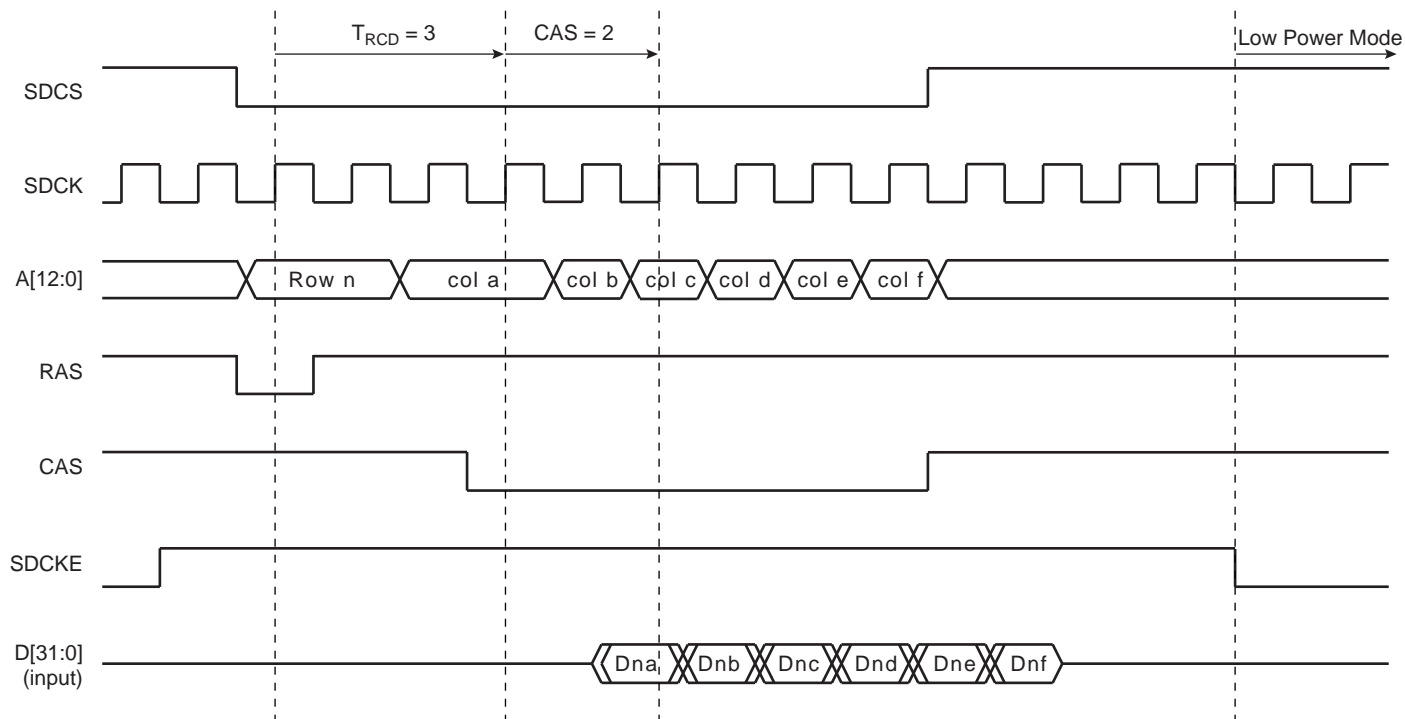 T_RCD = 3
CAS = 2
Low Power Mode
SDCS
SDCK
A[12:0]
Row n
col a
col b
col c
col d
col e
col f
RAS
CAS
SDCKE
D[31:0]
(input)
Dna
Dnb
Dnc
Dnd
Dne
Dnf